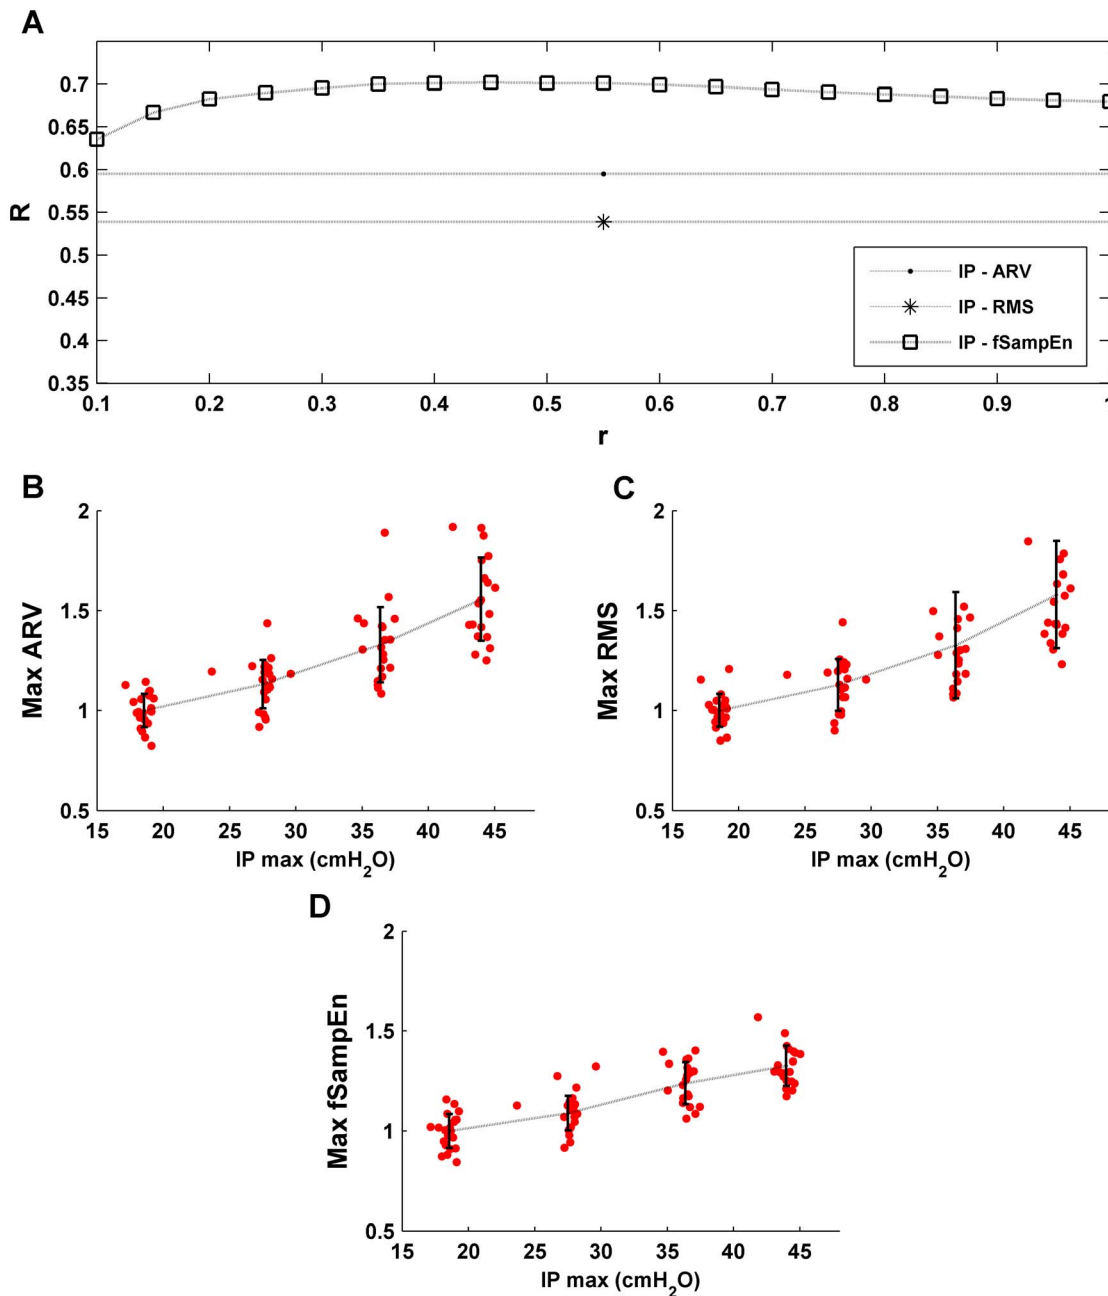 A
0.7
0.65
0.6
0.55
0.5
0.45
0.4
0.35
R
0.1 0.2 0.3 0.4 0.5 0.6 0.7 0.8 0.9 1
r
IP - ARV
IP - RMS
IP - fSampEn
B
2
1.5
1
0.5
Max ARV
15 20 25 30 35 40 45
IP max (cmH₂O)
C
2
1.5
1
0.5
Max RMS
15 20 25 30 35 40 45
IP max (cmH₂O)
D
2
1.5
1
0.5
Max fSampEn
15 20 25 30 35 40 45
IP max (cmH₂O)